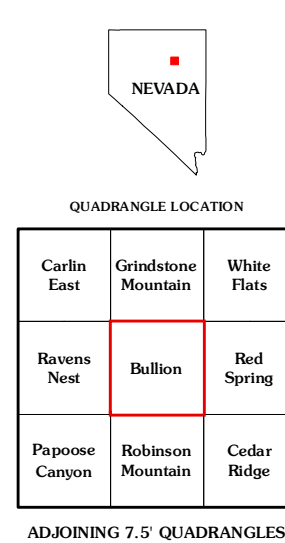 NEVADA
QUADRANGLE LOCATION
Carlin
East
Grindstone
Mountain
White
Flats
Ravens
Nest
Bullion
Red
Spring
Papoose
Canyon
Robinson
Mountain
Cedar
Ridge
ADJOINING 7.5' QUADRANGLES